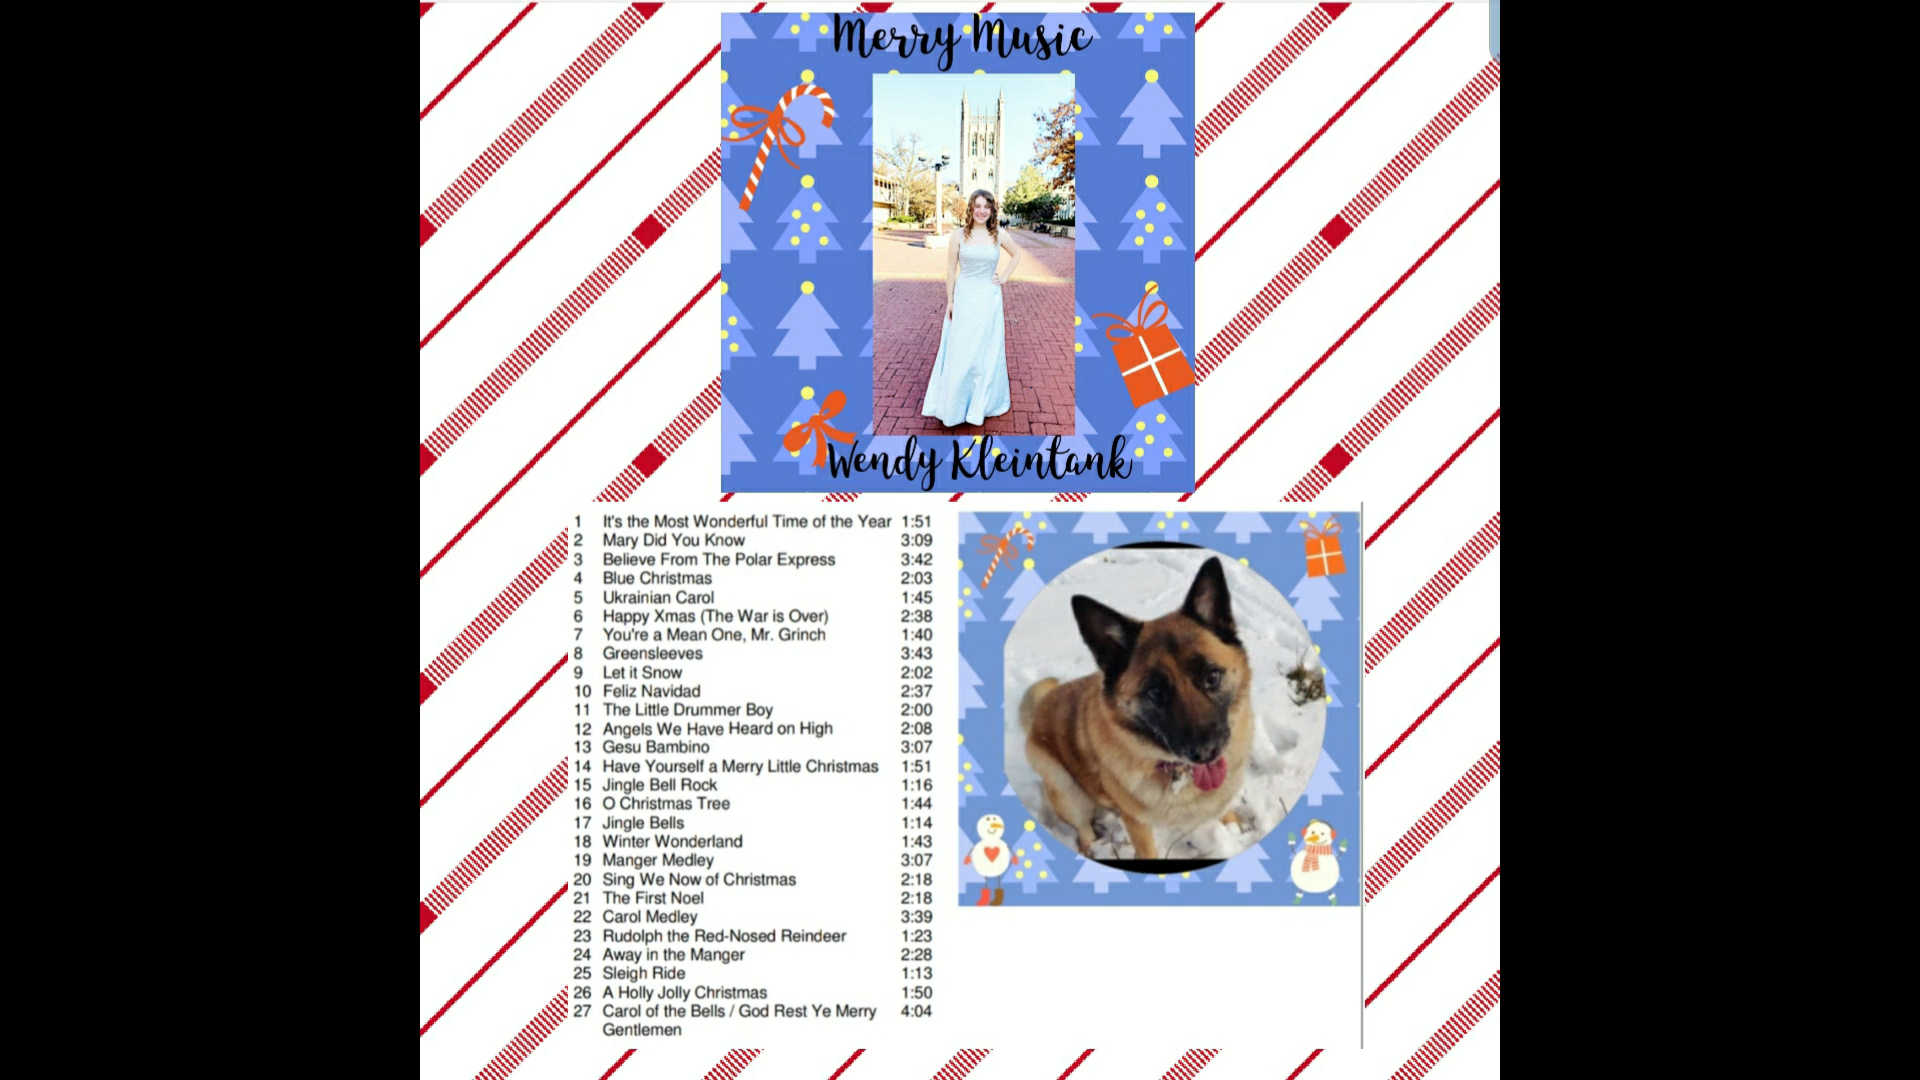 Merry Music
Wendy Kleintank
1 It's the Most Wonderful Time of the Year 1:51
2 Mary Did You Know 3:09
3 Believe From The Polar Express 3:42
4 Blue Christmas 2:03
5 Ukrainian Carol 1:45
6 Happy Xmas (The War is Over) 2:38
7 You're a Mean One, Mr. Grinch 1:40
8 Greensleeves 3:43
9 Let it Snow 2:02
10 Feliz Navidad 2:37
11 The Little Drummer Boy 2:00
12 Angels We Have Heard on High 2:08
13 Gesu Bambino 3:07
14 Have Yourself a Merry Little Christmas 1:51
15 Jingle Bell Rock 1:16
16 O Christmas Tree 1:44
17 Jingle Bells 1:14
18 Winter Wonderland 1:43
19 Manger Medley 3:07
20 Sing We Now of Christmas 2:18
21 The First Noel 2:18
22 Carol Medley 3:39
23 Rudolph the Red-Nosed Reindeer 1:23
24 Away in the Manger 2:28
25 Sleigh Ride 1:13
26 A Holly Jolly Christmas 1:50
27 Carol of the Bells / God Rest Ye Merry 4:04
Gentlemen